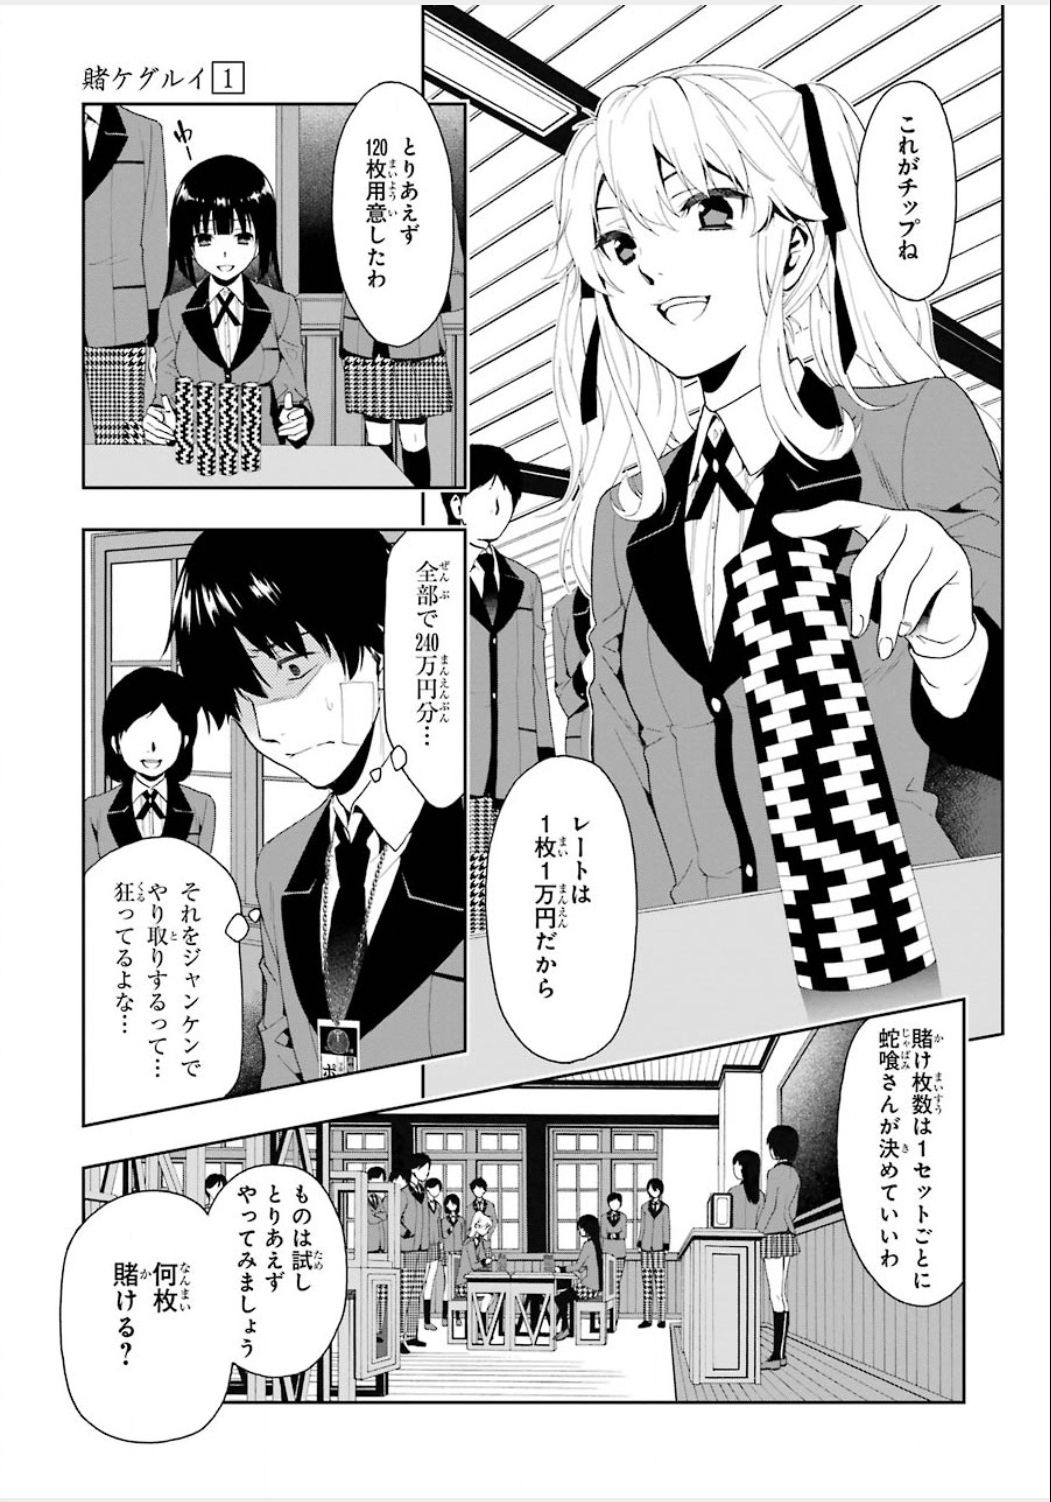 賭ケグルイ1
これがチップね
レートは
1枚1万円だから
とりあえず
120枚用意したわ
ゆ
全部で240万円分…
それをジャンケンで
やり取りするって…
狂ってるよな…
ポ
賭け枚数は1セットごとに
蛇喰さんが決めていいわ
ものは試し
とりあえず
やってみましょう
何枚
賭ける?